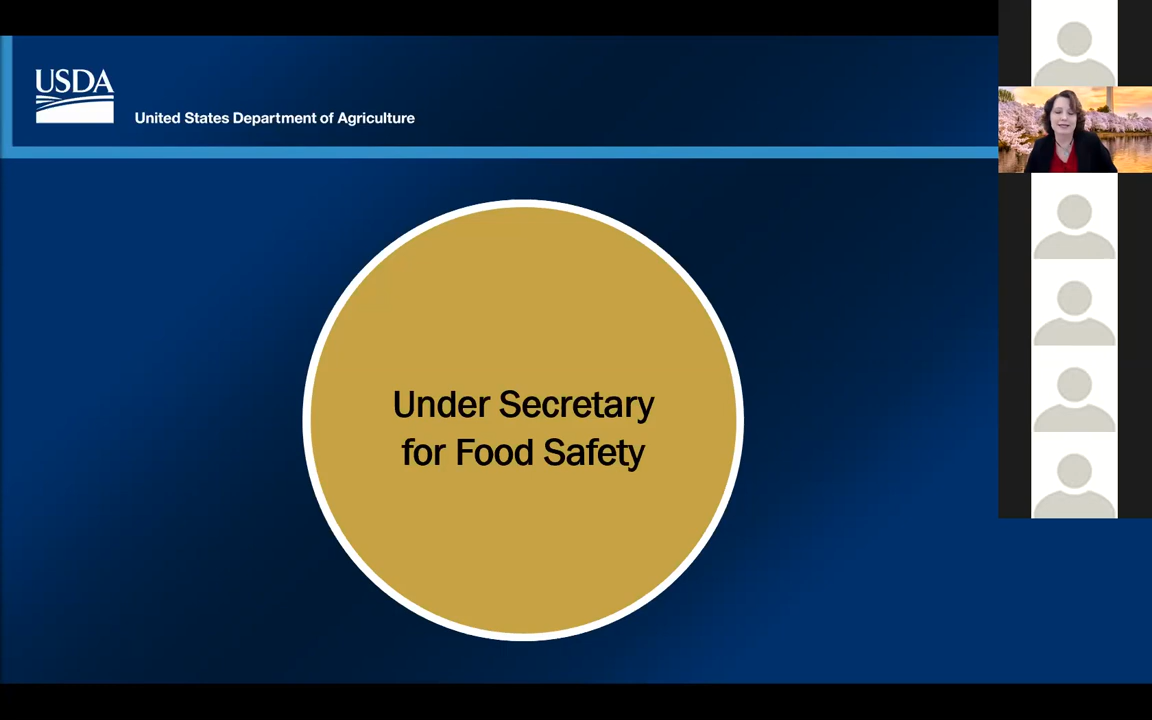 USDA
United States Department of Agriculture
Under Secretary
for Food Safety